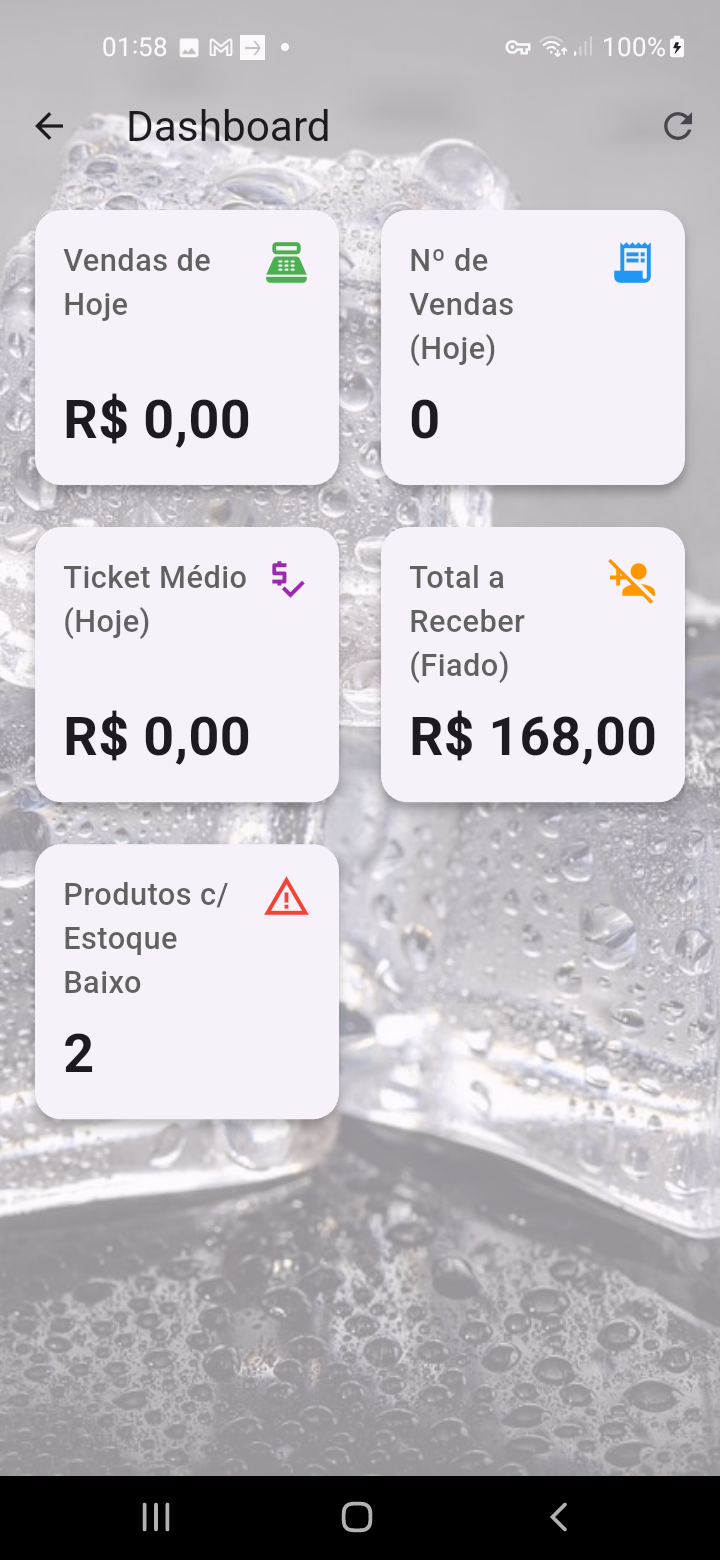 01:58
100%
Dashboard
Vendas de
Hoje
R$ 0,00
Nº de
Vendas
(Hoje)
0
Ticket Médio
(Hoje)
R$ 0,00
Total a
Receber
(Fiado)
R$ 168,00
Produtos c/
Estoque
Baixo
2